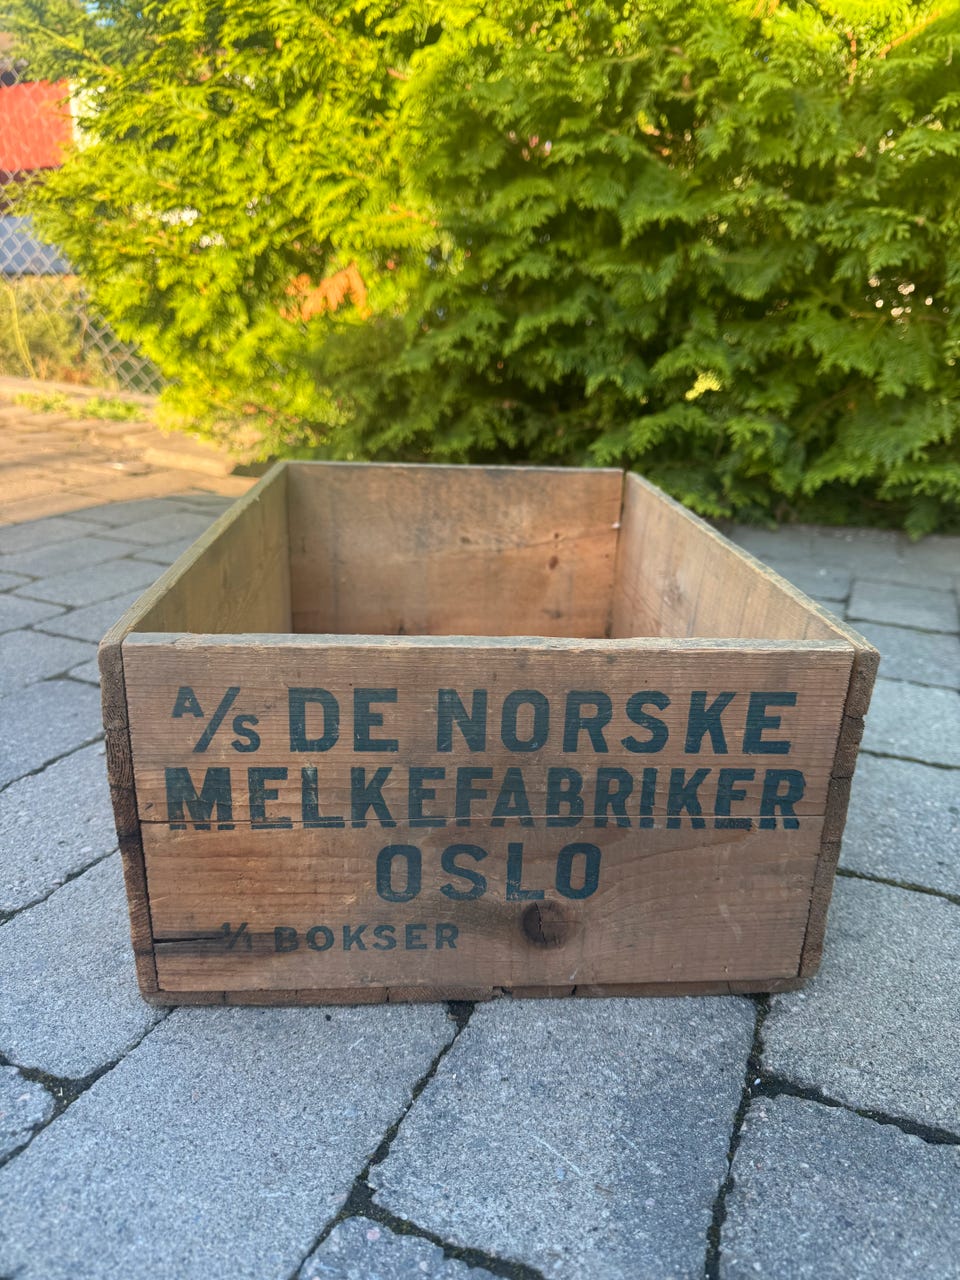 A/S DE NORSKE
MELKEFABRIKER
OSLO
1/1 BOKSER